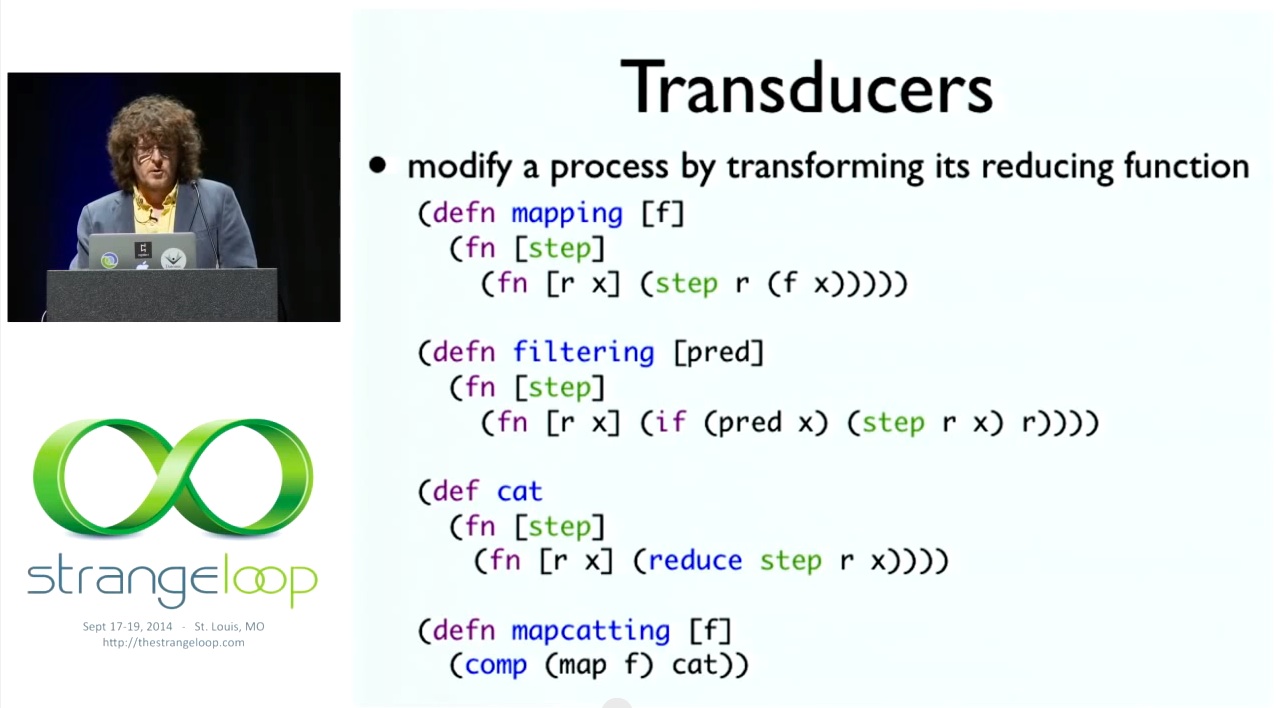 Transducers
• modify a process by transforming its reducing function
(defn mapping [f]
  (fn [step]
    (fn [r x] (step r (f x)))))
(defn filtering [pred]
  (fn [step]
    (fn [r x] (if (pred x) (step r x) r))))
(def cat
  (fn [step]
    (fn [r x] (reduce step r x))))
(defn mapcatting [f]
  (comp (map f) cat))
strangeloop
Sept 17-19, 2014 - St. Louis, MO
http://thestrangeloop.com